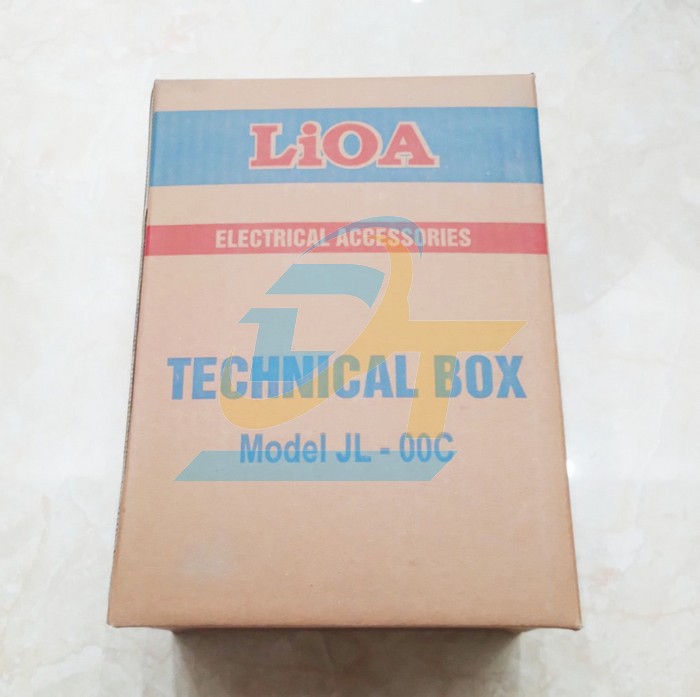 LiOA
ELECTRICAL ACCESSORIES
TECHNICAL BOX
Model JL - 00C